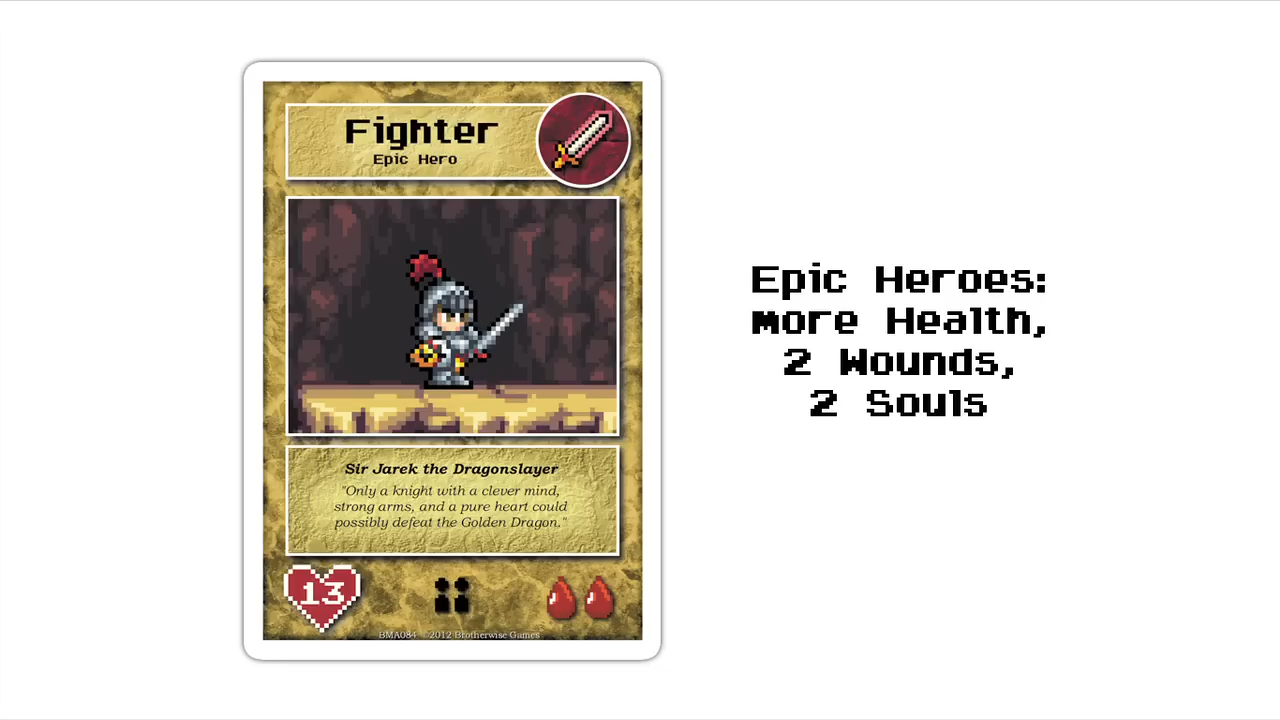 Fighter
Epic Hero
Sir Jarek the Dragonslayer
"Only a knight with a clever mind,
strong arms, and a pure heart could
possibly defeat the Golden Dragon."
13
BMA084 ©2012 Brotherwise Games
Epic Heroes:
more Health,
2 Wounds,
2 Souls